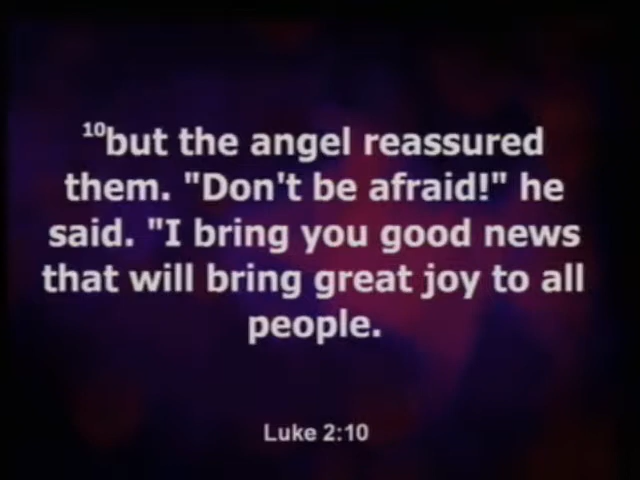 ¹⁰but the angel reassured
them. "Don't be afraid!" he
said. "I bring you good news
that will bring great joy to all
people.
Luke 2:10